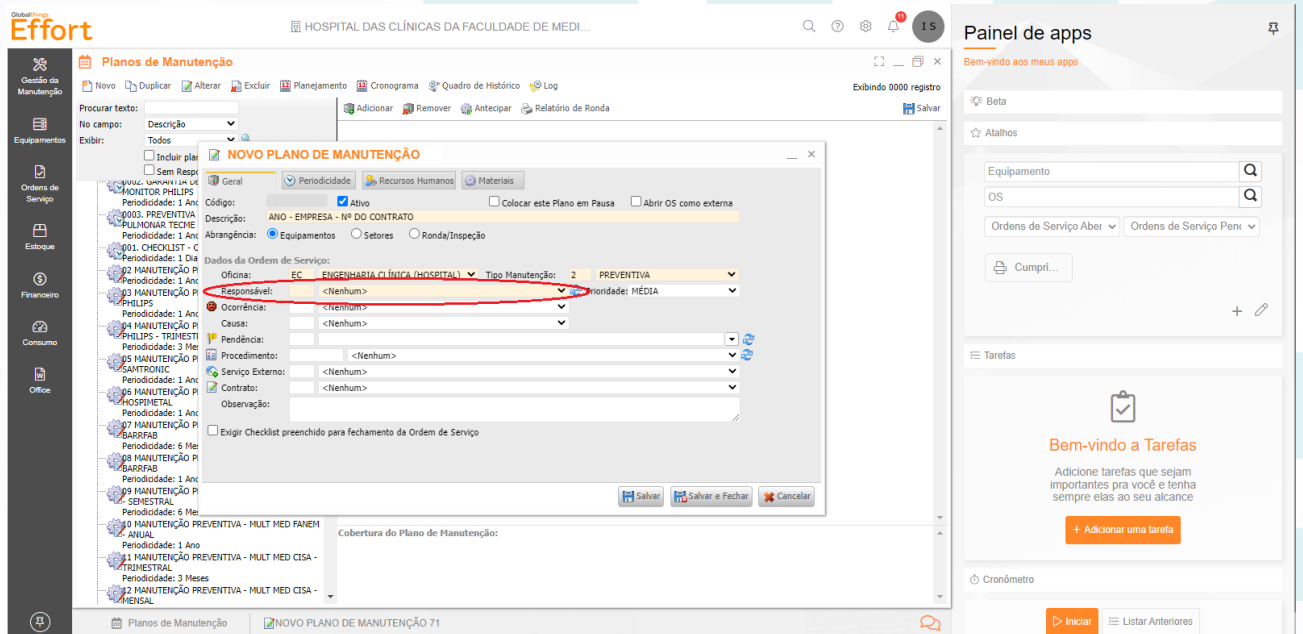 Globalthings
Effort
HOSPITAL DAS CLÍNICAS DA FACULDADE DE MEDI...
11
I S
Gestão da
Manutenção
Equipamentos
Ordens de
Serviço
Estoque
Financeiro
Consumo
Office
Planos de Manutenção
Novo Duplicar Alterar Excluir Planejamento Cronograma Quadro de Histórico Log
Exibindo 0000 registro
Procurar texto:
No campo: Descrição
Exibir: Todos
Incluir plan
Sem Respo
Adicionar Remover Antecipar Relatório de Ronda
Salvar
0002. GARANTIA DE
MONITOR PHILIPS
Periodicidade: 1 Ano
0003. PREVENTIVA
PULMONAR TECME
Periodicidade: 1 Ano
001. CHECKLIST - C
Periodicidade: 1 Dia
02 MANUTENÇÃO P
Periodicidade: 1 Ano
03 MANUTENÇÃO P
PHILIPS
Periodicidade: 1 Ano
04 MANUTENÇÃO P
PHILIPS - TRIMEST
Periodicidade: 3 Mes
05 MANUTENÇÃO P
SAMTRONIC
Periodicidade: 1 Ano
06 MANUTENÇÃO P
HOSPIMETAL
Periodicidade: 1 Ano
07 MANUTENÇÃO P
BARRFAB
Periodicidade: 6 Mes
08 MANUTENÇÃO P
BARRFAB
Periodicidade: 1 Ano
09 MANUTENÇÃO P
- SEMESTRAL
Periodicidade: 6 Mes
10 MANUTENÇÃO PREVENTIVA - MULT MED FANEM
- ANUAL
Periodicidade: 1 Ano
11 MANUTENÇÃO PREVENTIVA - MULT MED CISA -
TRIMESTRAL
Periodicidade: 3 Meses
12 MANUTENÇÃO PREVENTIVA - MULT MED CISA -
MENSAL
NOVO PLANO DE MANUTENÇÃO
Geral Periodicidade Recursos Humanos Materiais
Código: Ativo Colocar este Plano em Pausa Abrir OS como externa
Descrição: ANO - EMPRESA - Nº DO CONTRATO
Abrangência: Equipamentos Setores Ronda/Inspeção
Dados da Ordem de Serviço:
Oficina: EC ENGENHARIA CLÍNICA (HOSPITAL) Tipo Manutenção: 2 PREVENTIVA
Responsável: <Nenhum> Prioridade: MÉDIA
Ocorrência: <Nenhum>
Causa: <Nenhum>
Pendência:
Procedimento: <Nenhum>
Serviço Externo: <Nenhum>
Contrato: <Nenhum>
Observação:
Exigir Checklist preenchido para fechamento da Ordem de Serviço
Salvar Salvar e Fechar Cancelar
Cobertura do Plano de Manutenção:
Planos de Manutenção NOVO PLANO DE MANUTENÇÃO 71
Painel de apps
Bem-vindo aos meus apps
Beta
Atalhos
Equipamento
OS
Ordens de Serviço Aber Ordens de Serviço Penc
Cumpri...
Tarefas
Bem-vindo a Tarefas
Adicione tarefas que sejam
importantes pra você e tenha
sempre elas ao seu alcance
+ Adicionar uma tarefa
Cronômetro
Iniciar Listar Anteriores